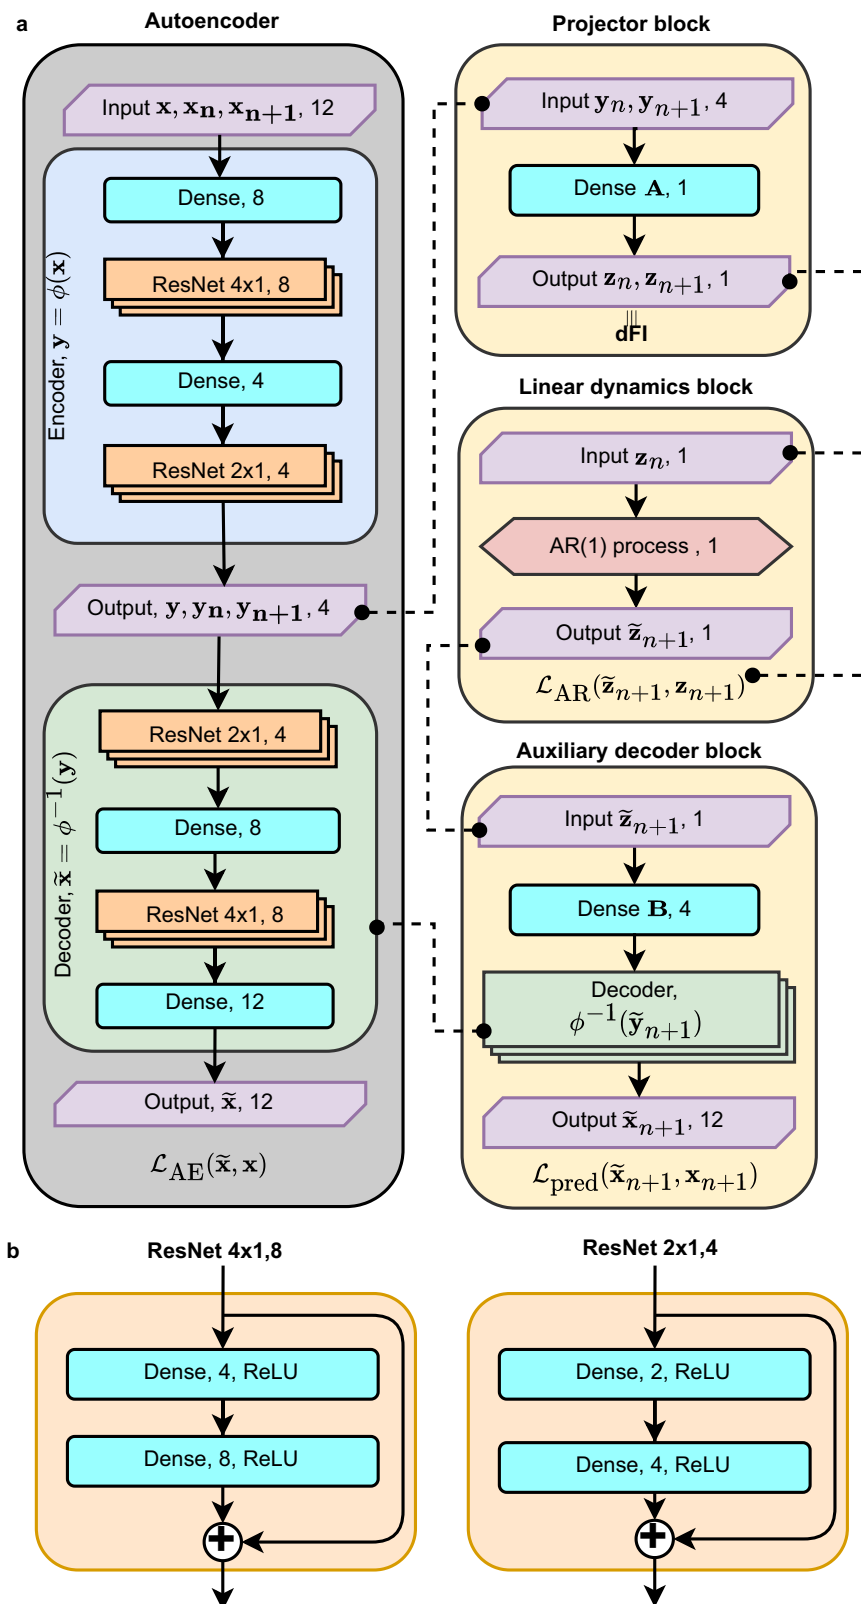 a
Autoencoder
Input x, xₙ, xₙ₊₁, 12
Encoder, y = ϕ(x)
Dense, 8
ResNet 4x1, 8
Dense, 4
ResNet 2x1, 4
Output, y, yₙ, yₙ₊₁, 4
Decoder, x̃ = ϕ⁻¹(y)
ResNet 2x1, 4
Dense, 8
ResNet 4x1, 8
Dense, 12
Output, x̃, 12
ℒ_AE(x̃, x)
Projector block
Input yₙ, yₙ₊₁, 4
Dense A, 1
Output zₙ, zₙ₊₁, 1
|||
dFI
Linear dynamics block
Input zₙ, 1
AR(1) process , 1
Output z̃ₙ₊₁, 1
ℒ_AR(z̃ₙ₊₁, zₙ₊₁)
Auxiliary decoder block
Input z̃ₙ₊₁, 1
Dense B, 4
Decoder,
ϕ⁻¹(ỹₙ₊₁)
Output x̃ₙ₊₁, 12
ℒ_pred(x̃ₙ₊₁, xₙ₊₁)
b
ResNet 4x1,8
Dense, 4, ReLU
Dense, 8, ReLU
+
ResNet 2x1,4
Dense, 2, ReLU
Dense, 4, ReLU
+